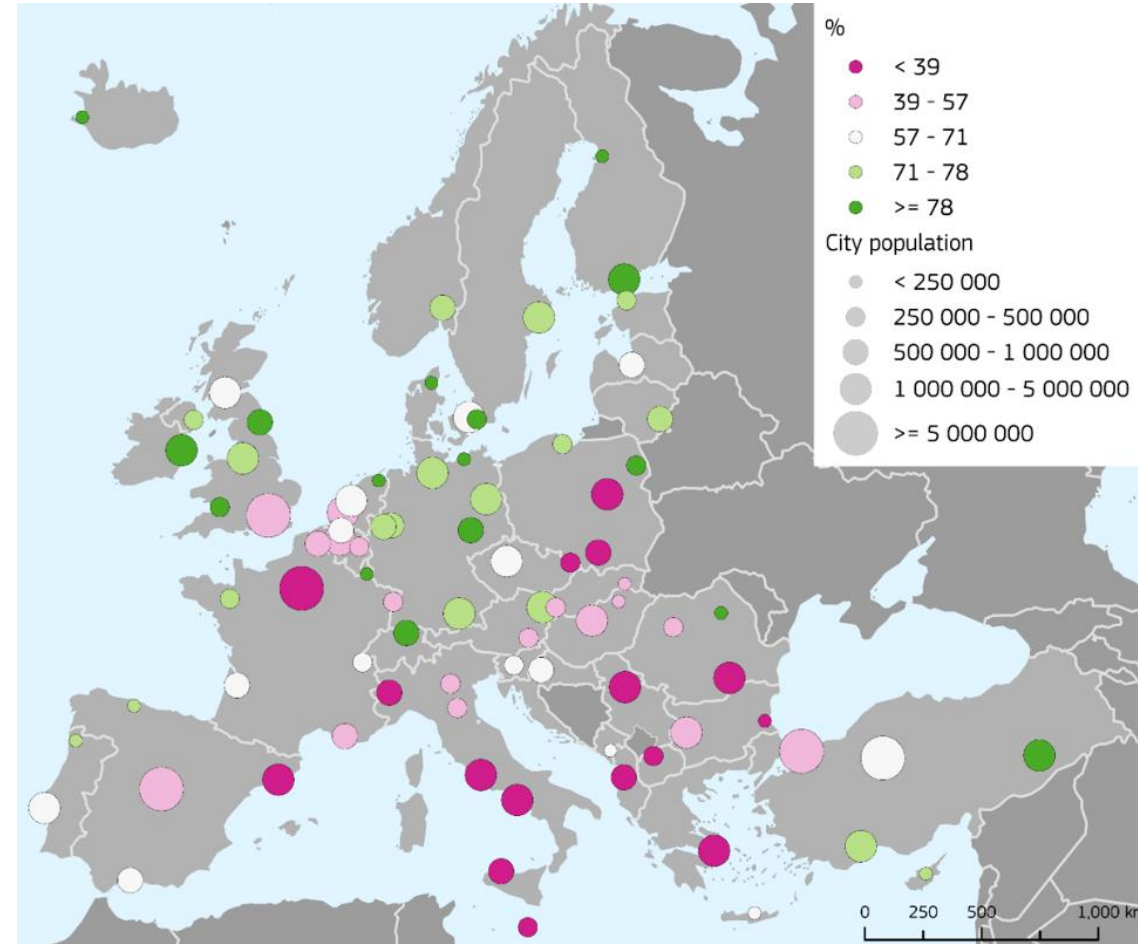 %
< 39
39 - 57
57 - 71
71 - 78
>= 78
City population
< 250 000
250 000 - 500 000
500 000 - 1 000 000
1 000 000 - 5 000 000
>= 5 000 000
0 250 500 1,000 km